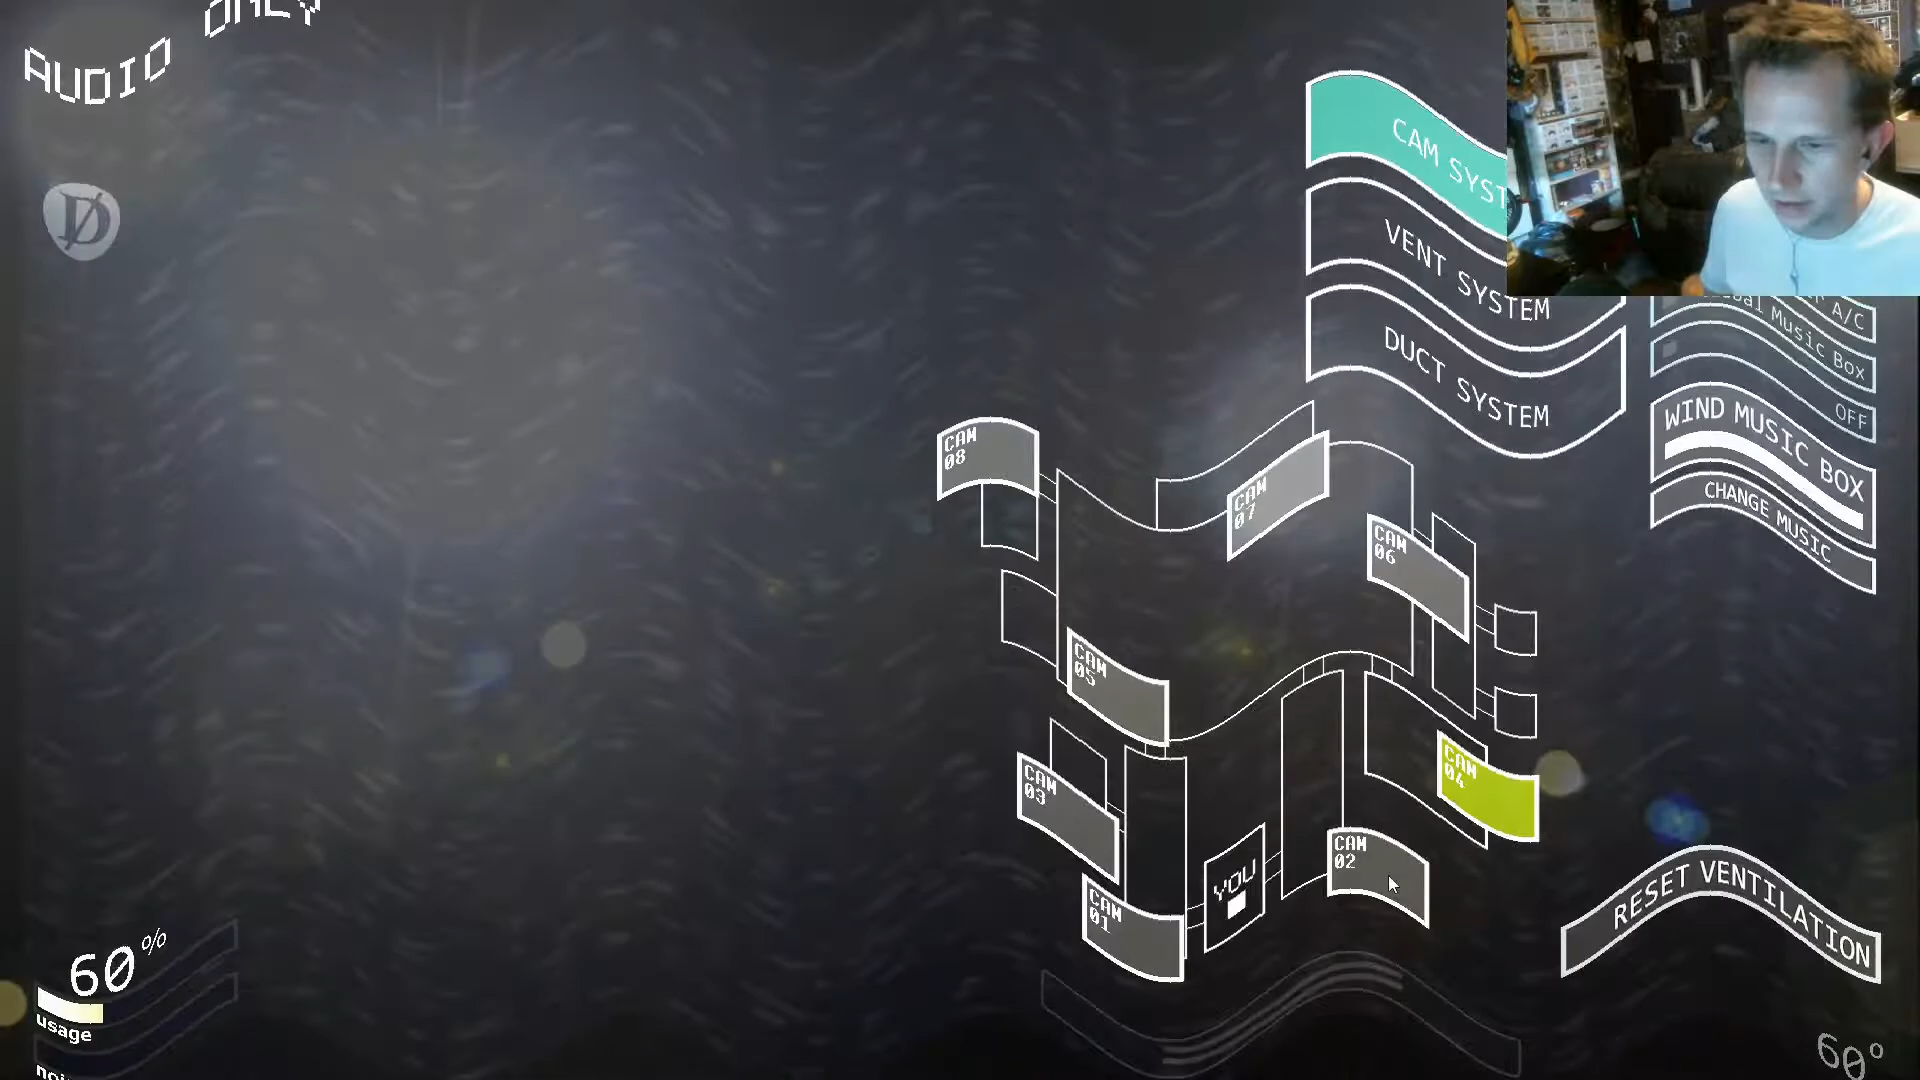 AUDIO ONLY
CAM SYST
VENT SYSTEM
DUCT SYSTEM
A/C
Music Box
OFF
WIND MUSIC BOX
CHANGE MUSIC
CAM 08
CAM 07
CAM 06
CAM 05
CAM 04
CAM 03
CAM 02
CAM 01
YOU
RESET VENTILATION
60%
usage
60°